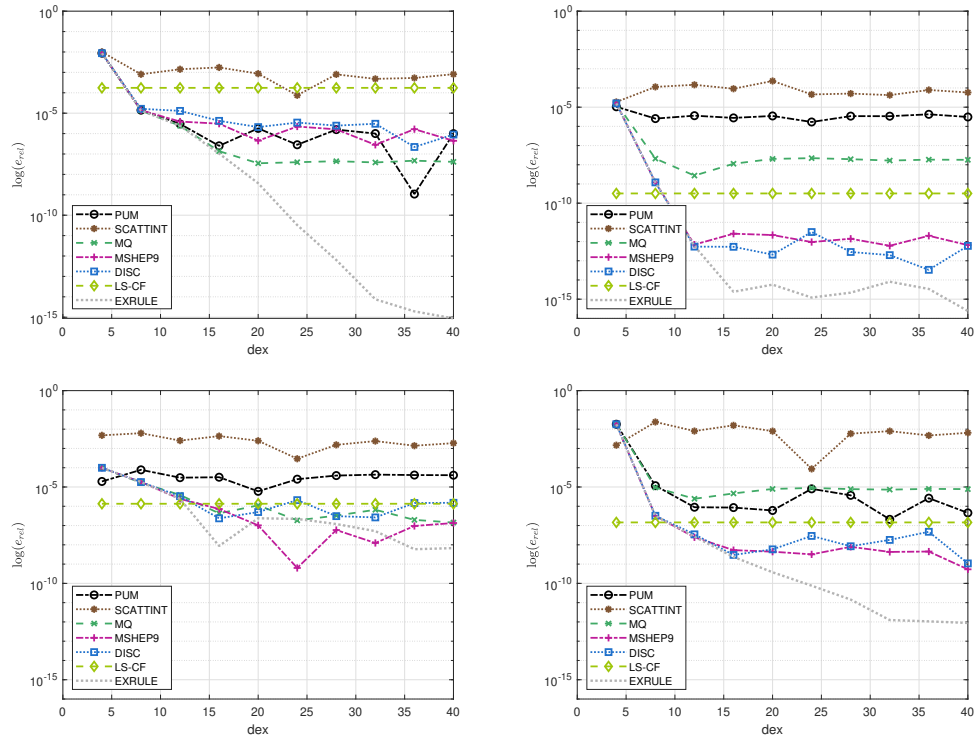 10^0
10^-5
10^-10
10^-15
log(e_rel)
PUM
SCATTINT
MQ
MSHEP9
DISC
LS-CF
EXRULE
0 5 10 15 20 25 30 35 40
dex
10^0
10^-5
10^-10
10^-15
log(e_rel)
PUM
SCATTINT
MQ
MSHEP9
DISC
LS-CF
EXRULE
0 5 10 15 20 25 30 35 40
dex
10^0
10^-5
10^-10
10^-15
log(e_rel)
PUM
SCATTINT
MQ
MSHEP9
DISC
LS-CF
EXRULE
0 5 10 15 20 25 30 35 40
dex
10^0
10^-5
10^-10
10^-15
log(e_rel)
PUM
SCATTINT
MQ
MSHEP9
DISC
LS-CF
EXRULE
0 5 10 15 20 25 30 35 40
dex